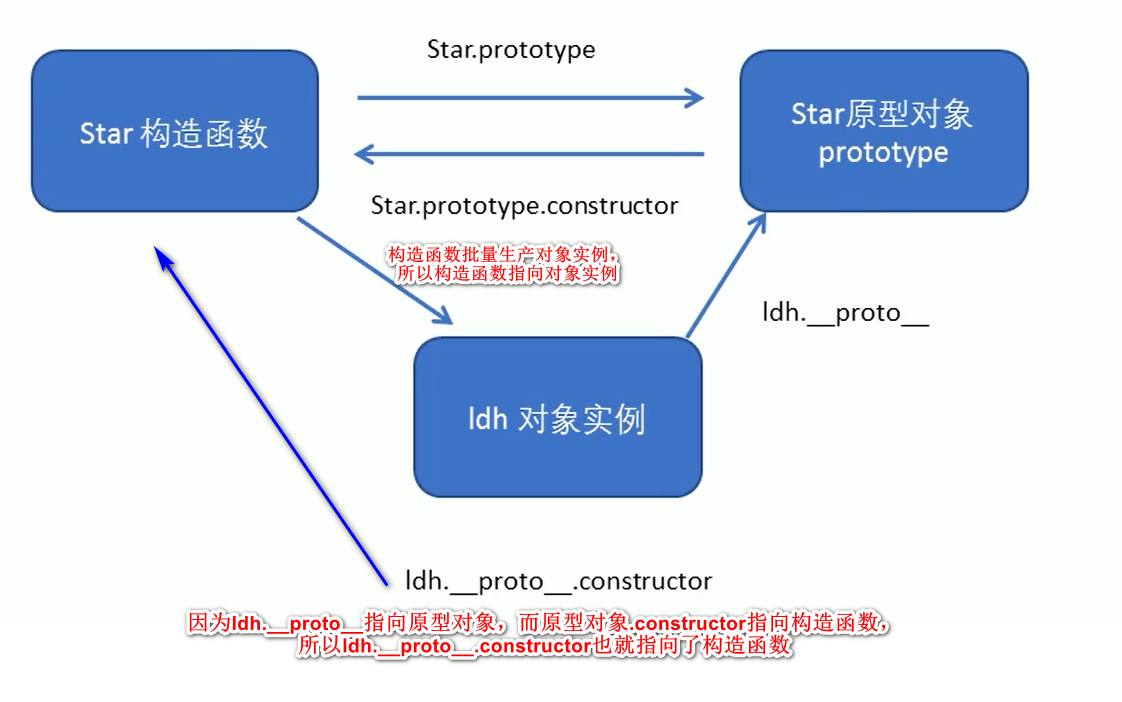 Star.prototype
Star 构造函数
Star原型对象
prototype
Star.prototype.constructor
构造函数批量生产对象实例,
所以构造函数指向对象实例
ldh.__proto__
ldh 对象实例
ldh.__proto__.constructor
因为ldh.__proto__指向原型对象，而原型对象.constructor指向构造函数，
所以ldh.__proto__.constructor也就指向了构造函数